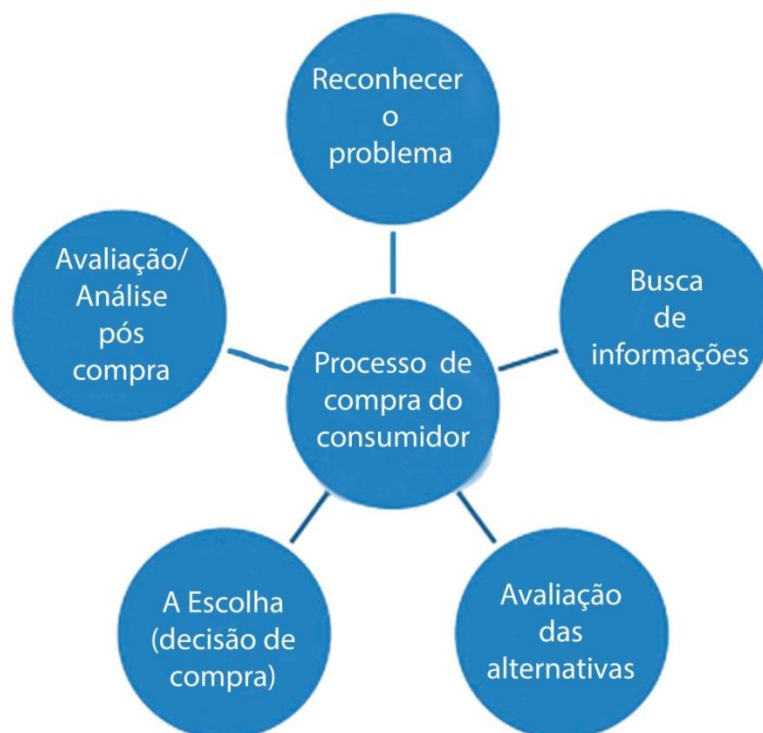 Reconhecer
o
problema
Busca
de
informações
Avaliação
das
alternativas
A Escolha
(decisão de
compra)
Avaliação/
Análise
pós
compra
Processo de
compra do
consumidor